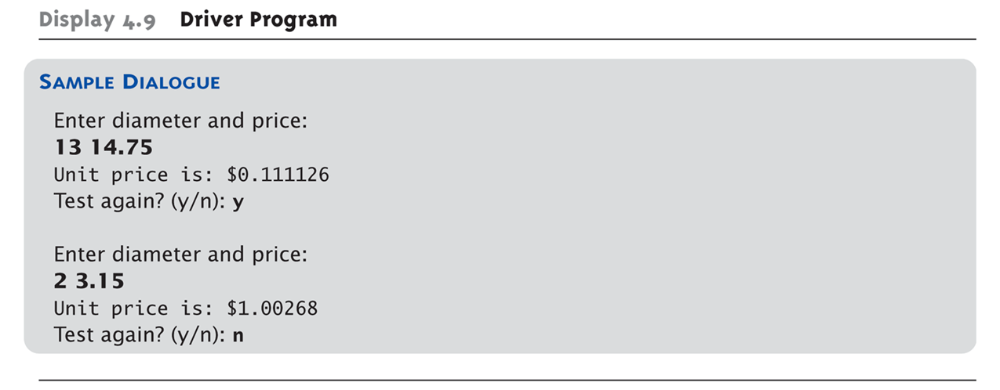 Display 4.9 Driver Program
SAMPLE DIALOGUE
Enter diameter and price:
13 14.75
Unit price is: $0.111126
Test again? (y/n): y
Enter diameter and price:
2 3.15
Unit price is: $1.00268
Test again? (y/n): n